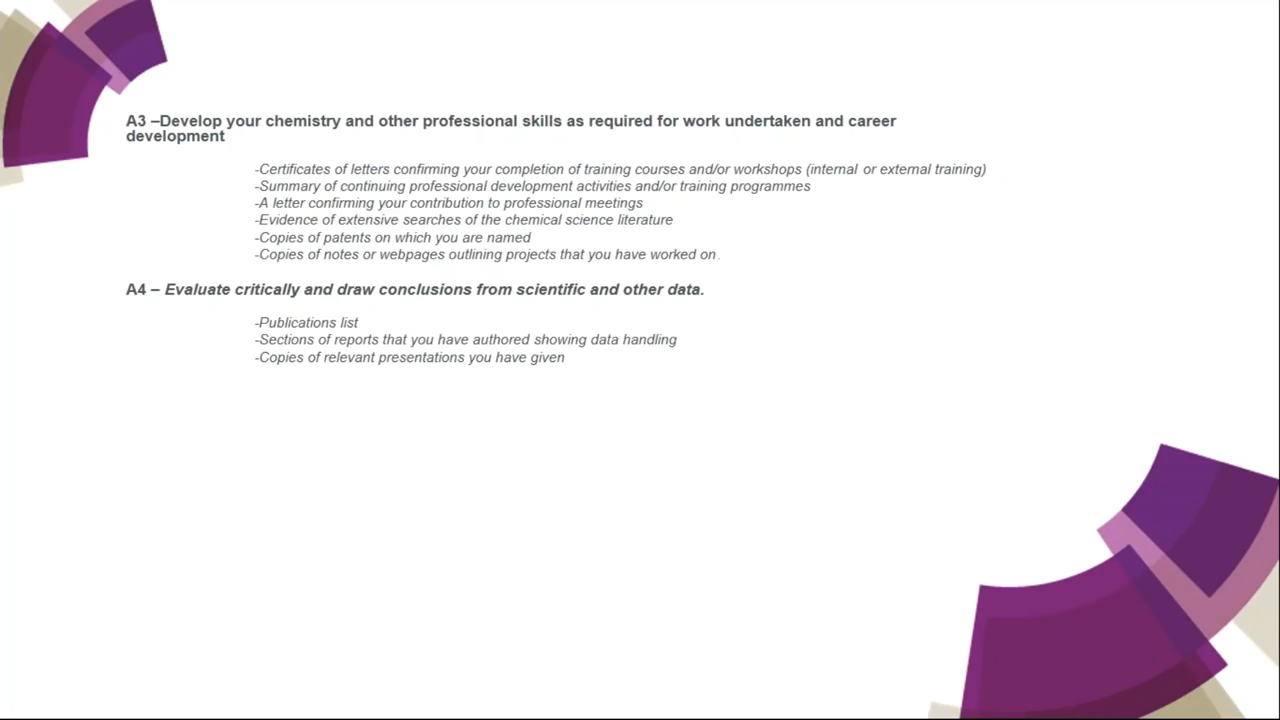 A3 –Develop your chemistry and other professional skills as required for work undertaken and career
development
-Certificates of letters confirming your completion of training courses and/or workshops (internal or external training)
-Summary of continuing professional development activities and/or training programmes
-A letter confirming your contribution to professional meetings
-Evidence of extensive searches of the chemical science literature
-Copies of patents on which you are named
-Copies of notes or webpages outlining projects that you have worked on.
A4 – Evaluate critically and draw conclusions from scientific and other data.
-Publications list
-Sections of reports that you have authored showing data handling
-Copies of relevant presentations you have given